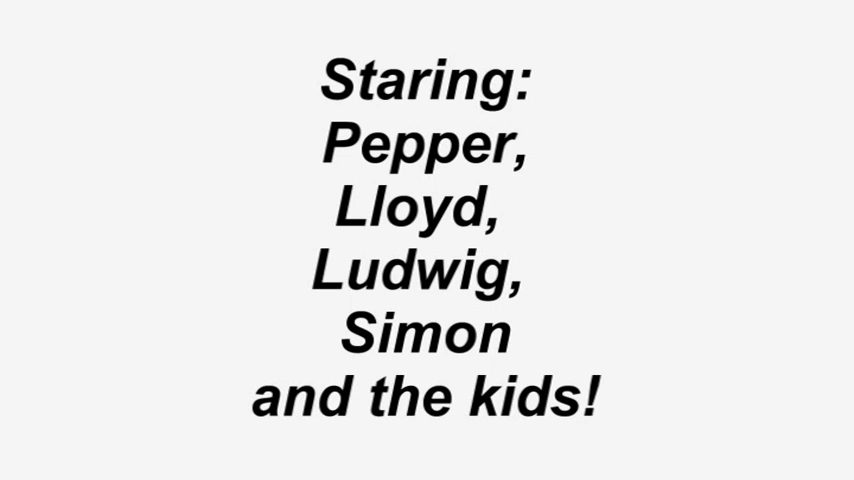 Staring:
Pepper,
Lloyd,
Ludwig,
Simon
and the kids!